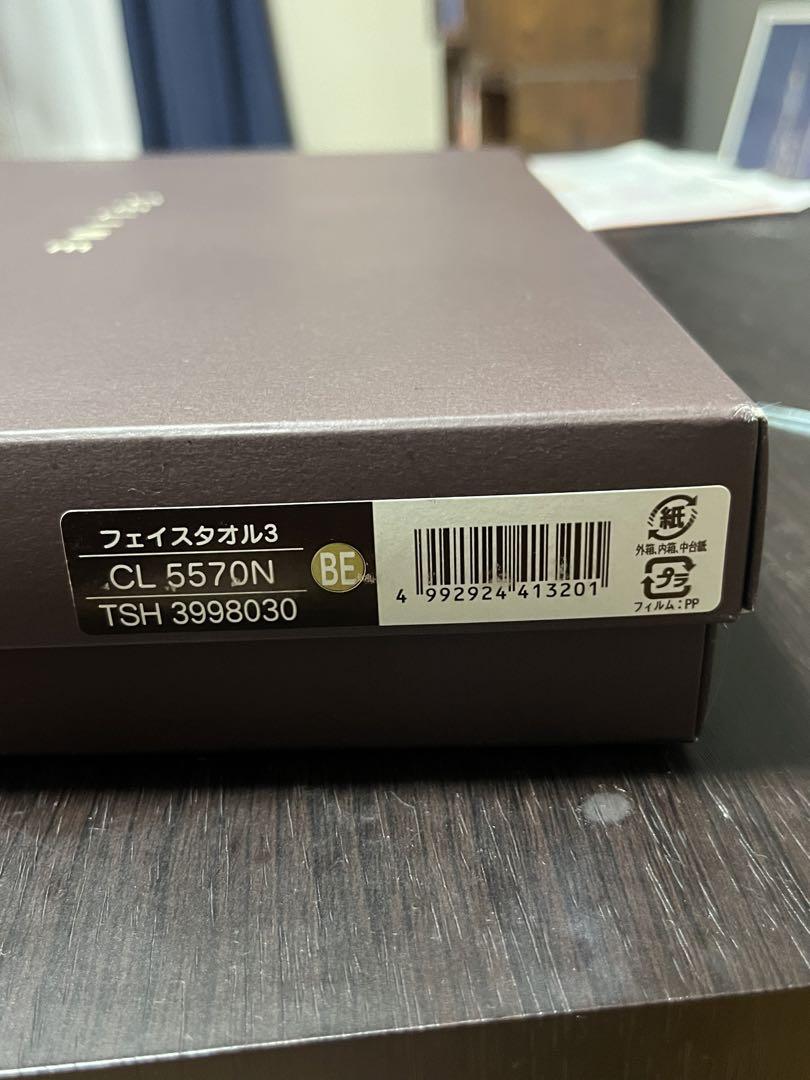 フェイスタオル3
CL 5570N
TSH 3998030
BE
4 992924 413201
紙
外箱、内箱、中台紙
プラ
フィルム：PP